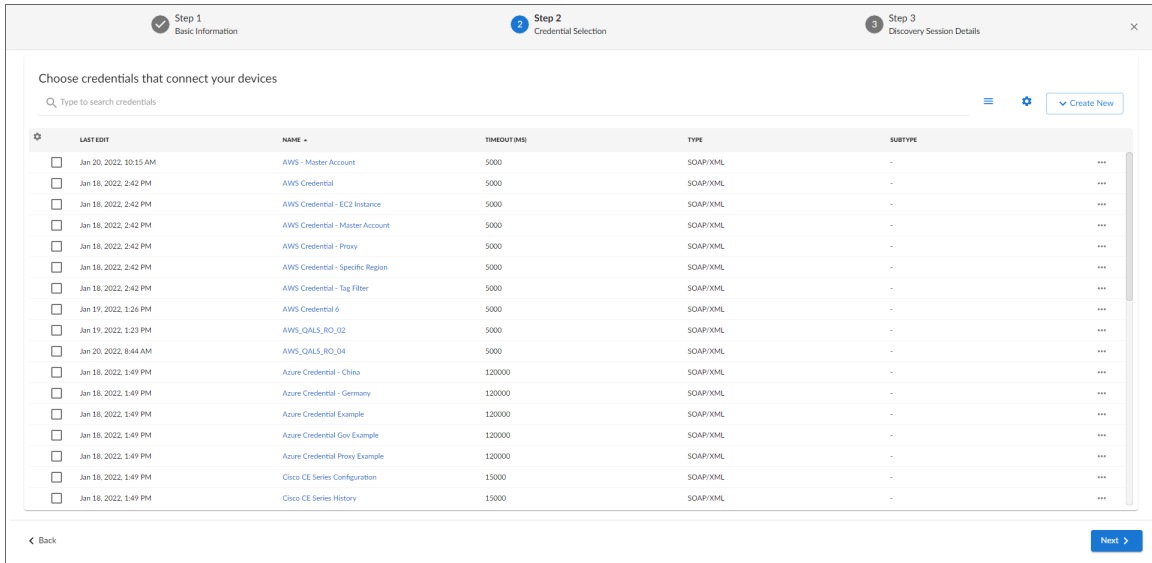 Step 1
Basic Information
2
Step 2
Credential Selection
3
Step 3
Discovery Session Details
Choose credentials that connect your devices
Type to search credentials
Create New
LAST EDIT NAME TIMEOUT (MS) TYPE SUBTYPE
Jan 20, 2022, 10:15 AM AWS - Master Account 5000 SOAP/XML -
Jan 18, 2022, 2:42 PM AWS Credential 5000 SOAP/XML -
Jan 18, 2022, 2:42 PM AWS Credential - EC2 Instance 5000 SOAP/XML -
Jan 18, 2022, 2:42 PM AWS Credential - Master Account 5000 SOAP/XML -
Jan 18, 2022, 2:42 PM AWS Credential - Proxy 5000 SOAP/XML -
Jan 18, 2022, 2:42 PM AWS Credential - Specific Region 5000 SOAP/XML -
Jan 18, 2022, 2:42 PM AWS Credential - Tag Filter 5000 SOAP/XML -
Jan 19, 2022, 1:26 PM AWS Credential 6 5000 SOAP/XML -
Jan 19, 2022, 1:23 PM AWS_QALS_RO_02 5000 SOAP/XML -
Jan 20, 2022, 8:44 AM AWS_QALS_RO_04 5000 SOAP/XML -
Jan 18, 2022, 1:49 PM Azure Credential - China 120000 SOAP/XML -
Jan 18, 2022, 1:49 PM Azure Credential - Germany 120000 SOAP/XML -
Jan 18, 2022, 1:49 PM Azure Credential Example 120000 SOAP/XML -
Jan 18, 2022, 1:49 PM Azure Credential Gov Example 120000 SOAP/XML -
Jan 18, 2022, 1:49 PM Azure Credential Proxy Example 120000 SOAP/XML -
Jan 18, 2022, 1:49 PM Cisco CE Series Configuration 15000 SOAP/XML -
Jan 18, 2022, 1:49 PM Cisco CE Series History 15000 SOAP/XML -
Back
Next